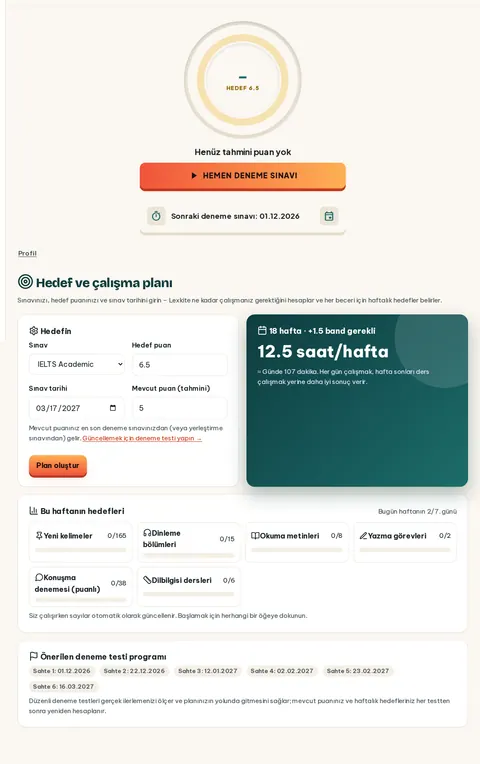 –
HEDEF 6.5
Henüz tahmini puan yok
HEMEN DENEME SINAVI
Sonraki deneme sınavı: 01.12.2026
Profil
Hedef ve çalışma planı
Sınavınızı, hedef puanınızı ve sınav tarihini girin — Lexkite ne kadar çalışmanız gerektiğini hesaplar ve her beceri için haftalık hedefler belirler.
Hedefin
Sınav
Hedef puan
IELTS Academic
6.5
Sınav tarihi
Mevcut puan (tahmini)
03/17/2027
5
Mevcut puanınız en son deneme sınavınızdan (veya yerleştirme
sınavından) gelir. Güncellemek için deneme testi yapın →
Plan oluştur
18 hafta · +1.5 band gerekli
12.5 saat/hafta
≈ Günde 107 dakika. Her gün çalışmak, hafta sonları ders
çalışmak yerine daha iyi sonuç verir.
Bu haftanın hedefleri
Bugün haftanın 2/7. günü
Yeni kelimeler 0/165
Dinleme
bölümleri 0/15
Okuma metinleri 0/8
Yazma görevleri 0/2
Konuşma
denemesi (puanlı) 0/38
Dilbilgisi dersleri 0/6
Siz çalışırken sayılar otomatik olarak güncellenir. Başlamak için herhangi bir öğeye dokunun.
Önerilen deneme testi programı
Sahte 1: 01.12.2026 Sahte 2: 22.12.2026 Sahte 3: 12.01.2027 Sahte 4: 02.02.2027 Sahte 5: 23.02.2027
Sahte 6: 16.03.2027
Düzenli deneme testleri gerçek ilerlemenizi ölçer ve planınızın yolunda gitmesini sağlar; mevcut puanınız ve haftalık hedefleriniz her testten
sonra yeniden hesaplanır.